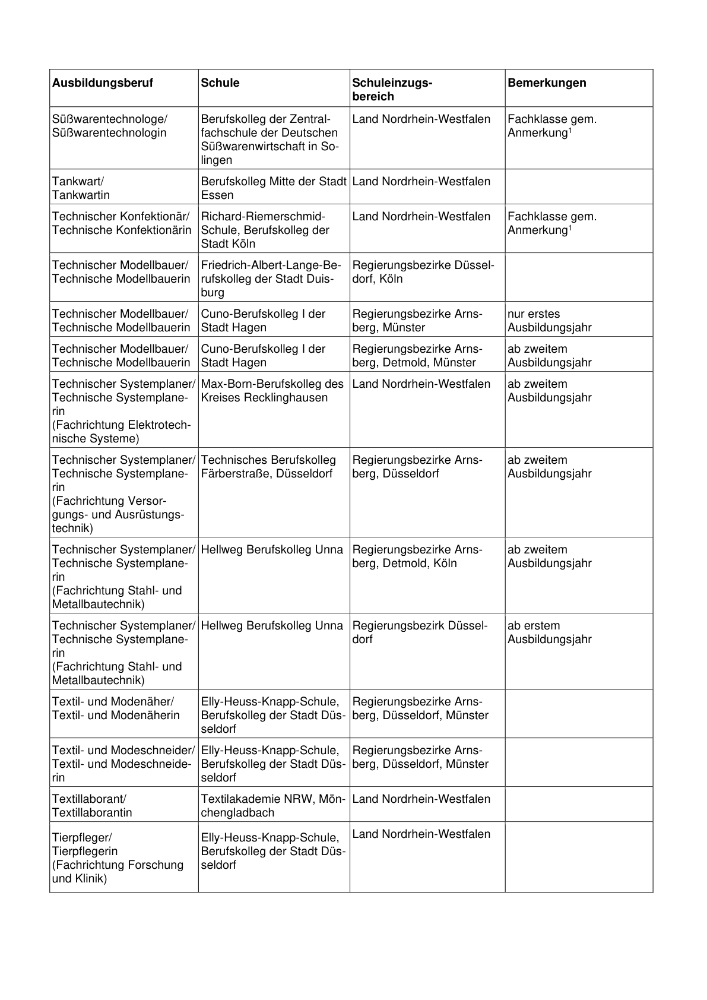 Ausbildungsberuf
Schule
Schuleinzugs-
bereich
Bemerkungen
Süßwarentechnologe/
Süßwarentechnologin
Berufskolleg der Zentral-
fachschule der Deutschen
Süßwarenwirtschaft in So-
lingen
Land Nordrhein-Westfalen
Fachklasse gem.
Anmerkung¹
Tankwart/
Tankwartin
Berufskolleg Mitte der Stadt
Essen
Land Nordrhein-Westfalen
Technischer Konfektionär/
Technische Konfektionärin
Richard-Riemerschmid-
Schule, Berufskolleg der
Stadt Köln
Land Nordrhein-Westfalen
Fachklasse gem.
Anmerkung¹
Technischer Modellbauer/
Technische Modellbauerin
Friedrich-Albert-Lange-Be-
rufskolleg der Stadt Duis-
burg
Regierungsbezirke Düssel-
dorf, Köln
Technischer Modellbauer/
Technische Modellbauerin
Cuno-Berufskolleg I der
Stadt Hagen
Regierungsbezirke Arns-
berg, Münster
nur erstes
Ausbildungsjahr
Technischer Modellbauer/
Technische Modellbauerin
Cuno-Berufskolleg I der
Stadt Hagen
Regierungsbezirke Arns-
berg, Detmold, Münster
ab zweitem
Ausbildungsjahr
Technischer Systemplaner/
Technische Systemplane-
rin
(Fachrichtung Elektrotech-
nische Systeme)
Max-Born-Berufskolleg des
Kreises Recklinghausen
Land Nordrhein-Westfalen
ab zweitem
Ausbildungsjahr
Technischer Systemplaner/
Technische Systemplane-
rin
(Fachrichtung Versor-
gungs- und Ausrüstungs-
technik)
Technisches Berufskolleg
Färberstraße, Düsseldorf
Regierungsbezirke Arns-
berg, Düsseldorf
ab zweitem
Ausbildungsjahr
Technischer Systemplaner/
Technische Systemplane-
rin
(Fachrichtung Stahl- und
Metallbautechnik)
Hellweg Berufskolleg Unna
Regierungsbezirke Arns-
berg, Detmold, Köln
ab zweitem
Ausbildungsjahr
Technischer Systemplaner/
Technische Systemplane-
rin
(Fachrichtung Stahl- und
Metallbautechnik)
Hellweg Berufskolleg Unna
Regierungsbezirk Düssel-
dorf
ab erstem
Ausbildungsjahr
Textil- und Modenäher/
Textil- und Modenäherin
Elly-Heuss-Knapp-Schule,
Berufskolleg der Stadt Düs-
seldorf
Regierungsbezirke Arns-
berg, Düsseldorf, Münster
Textil- und Modeschneider/
Textil- und Modeschneide-
rin
Elly-Heuss-Knapp-Schule,
Berufskolleg der Stadt Düs-
seldorf
Regierungsbezirke Arns-
berg, Düsseldorf, Münster
Textillaborant/
Textillaborantin
Textilakademie NRW, Mön-
chengladbach
Land Nordrhein-Westfalen
Tierpfleger/
Tierpflegerin
(Fachrichtung Forschung
und Klinik)
Elly-Heuss-Knapp-Schule,
Berufskolleg der Stadt Düs-
seldorf
Land Nordrhein-Westfalen